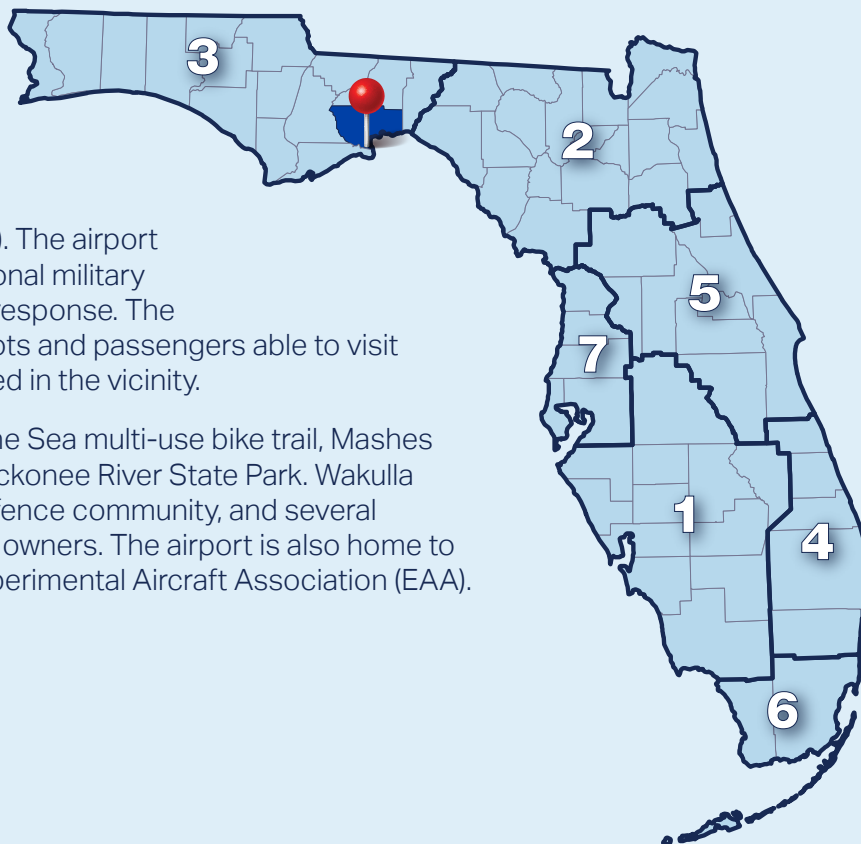 3
2
). The airport
onal military
response. The
ots and passengers able to visit
ed in the vicinity.
5
7
ne Sea multi-use bike trail, Mashes
ckonee River State Park. Wakulla
fence community, and several
owners. The airport is also home to
perimental Aircraft Association (EAA).
1
4
6